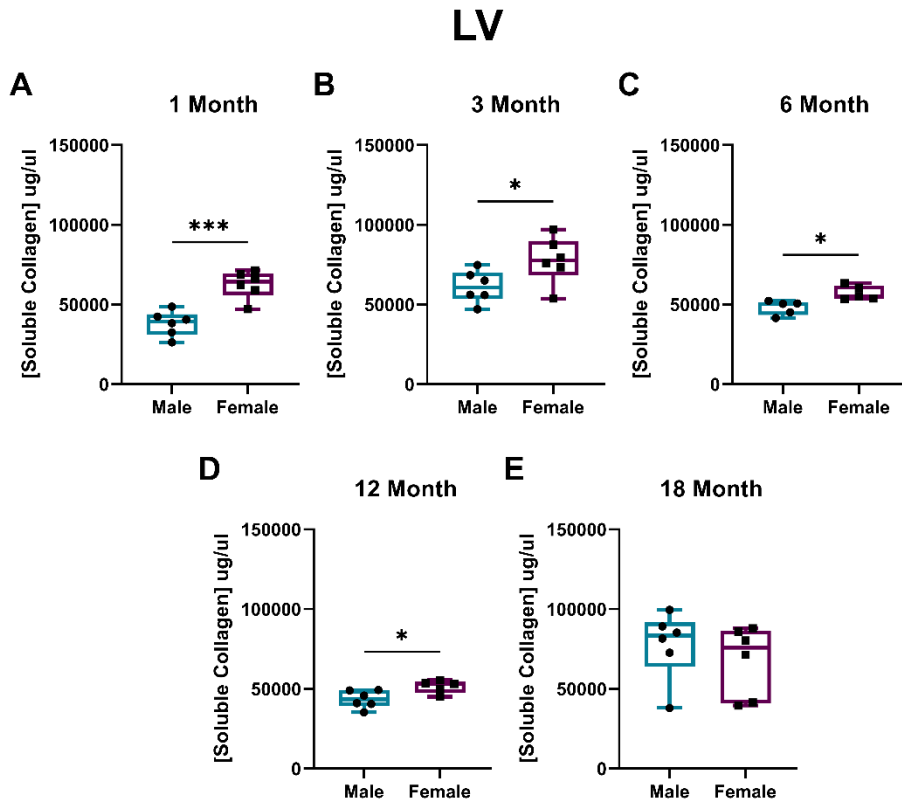 LV
A
1 Month
[Soluble Collagen] ug/ul
150000
100000
50000
0
***
Male
Female
B
3 Month
[Soluble Collagen] ug/ul
150000
100000
50000
0
*
Male
Female
C
6 Month
[Soluble Collagen] ug/ul
150000
100000
50000
0
*
Male
Female
D
12 Month
[Soluble Collagen] ug/ul
150000
100000
50000
0
*
Male
Female
E
18 Month
[Soluble Collagen] ug/ul
150000
100000
50000
0
Male
Female